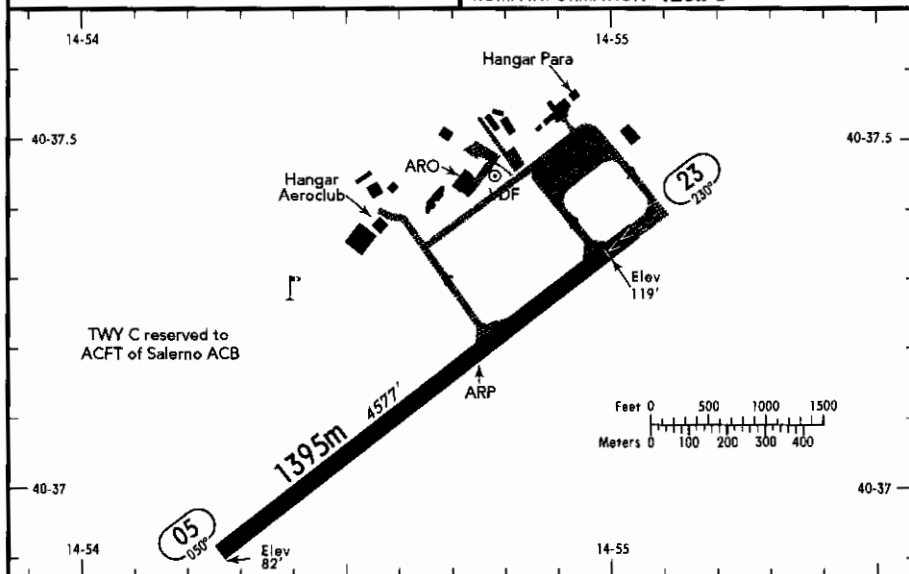 14-54
14-55
Hangar Para
40-37.5
40-37.5
ARO
Hangar
Aeroclub
VDF
23
230°
Elev
119'
TWY C reserved to
ACFT of Salerno ACB
ARP
4577'
1395m
Feet 0 500 1000 1500
Meters 0 100 200 300 400
40-37
40-37
05
050°
14-54
Elev
82'
14-55